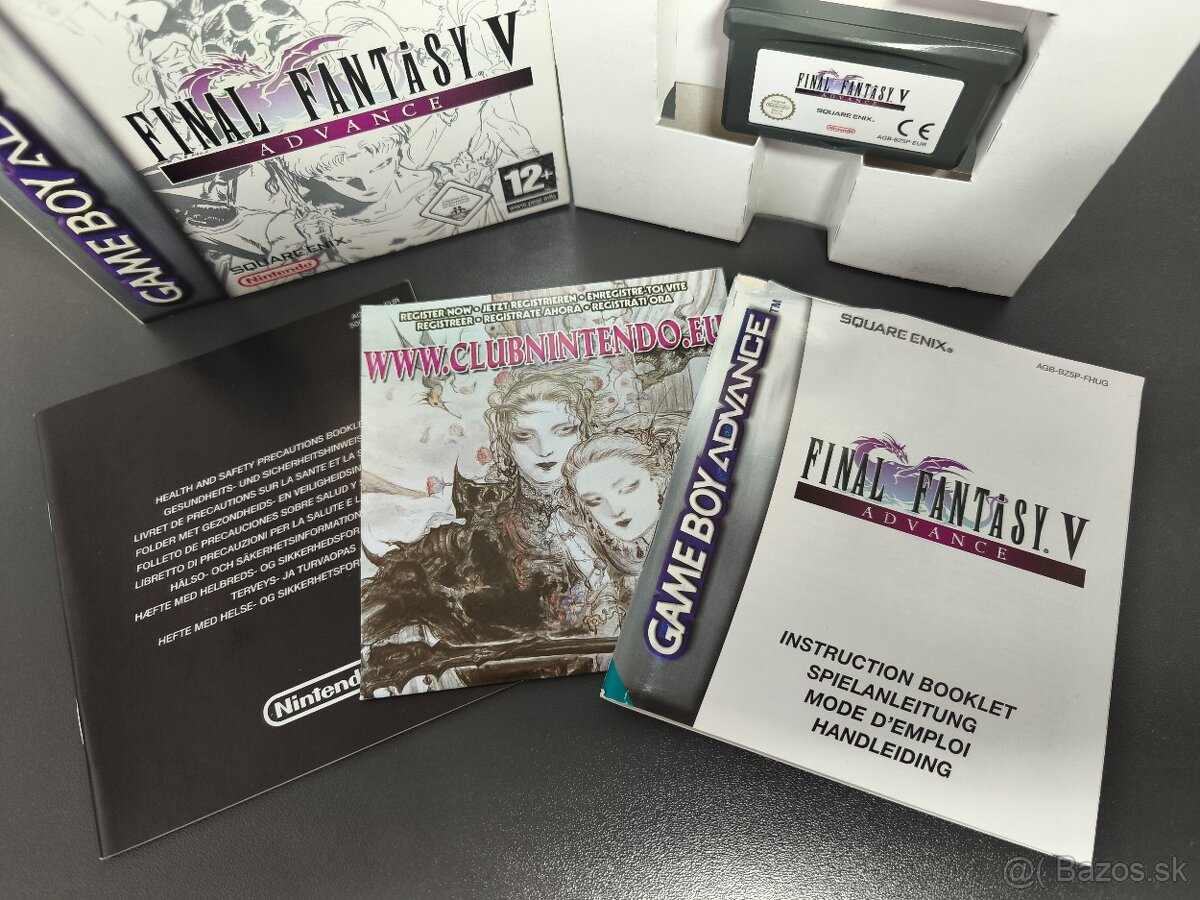 GAME BOY AD
FINAL FANTASY V
ADVANCE
12+
www.pegi.info
SQUARE ENIX
Nintendo
FINAL FANTASY V
ADVANCE
SQUARE ENIX
Nintendo
CE
AGB-BZ5P-EUR
HEALTH AND SAFETY PRECAUTIONS BOOKLE
GESUNDHEITS- UND SICHERHEITSHINWEIS
LIVRET DE PRECAUTIONS SUR LA SANTE ET LA S
FOLDER MET GEZONDHEIDS- EN VEILIGHEIDSIN
FOLLETO DE PRECAUCIONES SOBRE SALUD Y
LIBRETTO DI PRECAUZIONI PER LA SALUTE E L
HÄLSO- OCH SÄKERHETSINFORMATION
HÆFTE MED HELBREDS- OG SIKKERHEDSFORA
TERVEYS- JA TURVAOPAS
HEFTE MED HELSE- OG SIKKERHETSFOR
Nintendo
REGISTER NOW • JETZT REGISTRIEREN • ENREGISTRE-TOI VITE
REGISTREER • REGÍSTRATE AHORA • REGISTRATI ORA
WWW.CLUBNINTENDO.EU
GAME BOY ADVANCE™
SQUARE ENIX®
AGB-BZ5P-FHUG
FINAL FANTASY® V
ADVANCE
INSTRUCTION BOOKLET
SPIELANLEITUNG
MODE D'EMPLOI
HANDLEIDING
@( Bazos.sk